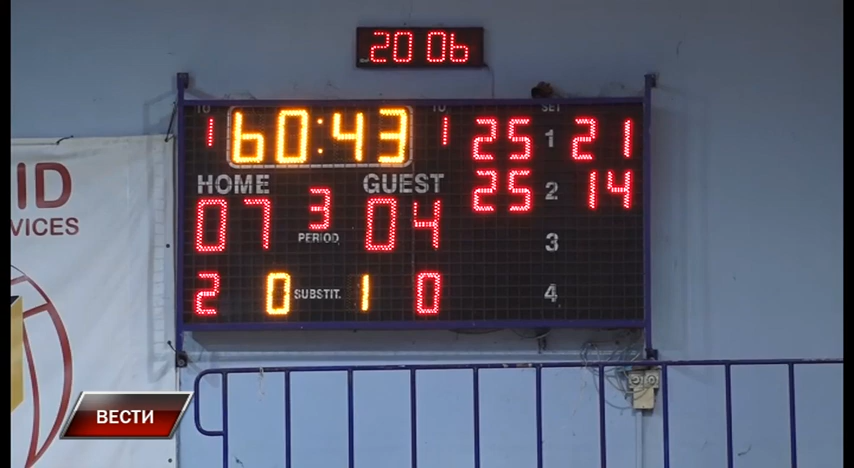 20 06
TO TO SET
1 60:43 1 25 1 21
HOME GUEST 25 2 14
07 3 04
PERIOD 3
2 0 SUBSTIT. 1 0 4
ID
VICES
ВЕСТИ